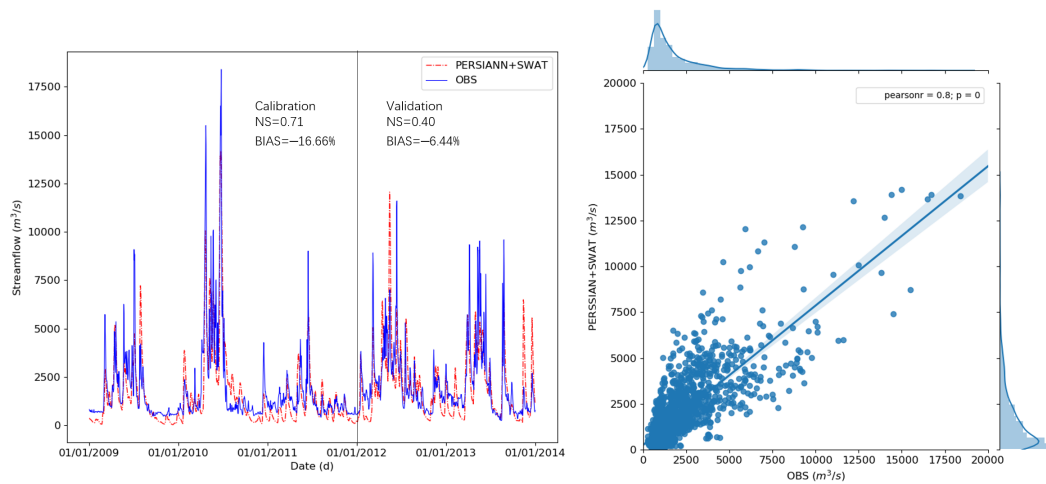 PERSIANN+SWAT
OBS
Calibration
NS=0.71
BIAS=−16.66%
Validation
NS=0.40
BIAS=−6.44%
Streamflow (m³/s)
17500
15000
12500
10000
7500
5000
2500
0
01/01/2009 01/01/2010 01/01/2011 01/01/2012 01/01/2013 01/01/2014
Date (d)
pearsonr = 0.8; p = 0
PERSSIAN+SWAT (m³/s)
20000
17500
15000
12500
10000
7500
5000
2500
0
0 2500 5000 7500 10000 12500 15000 17500 20000
OBS (m³/s)